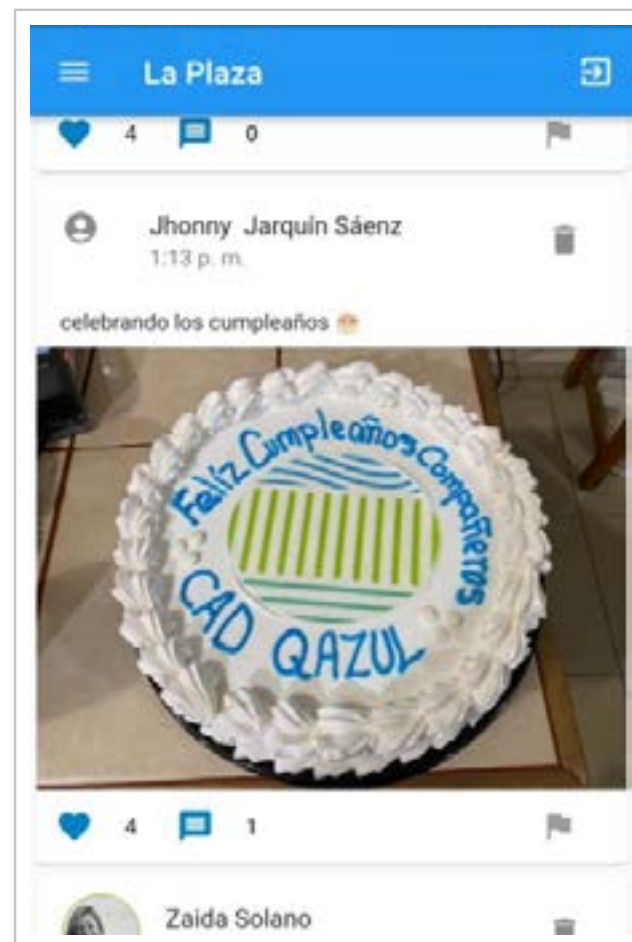 La Plaza
4 0
Jhonny Jarquín Sáenz
1:13 p. m.
celebrando los cumpleaños
Feliz Cumpleaños Compañeros
CAD QAZUL
4 1
Zaida Solano